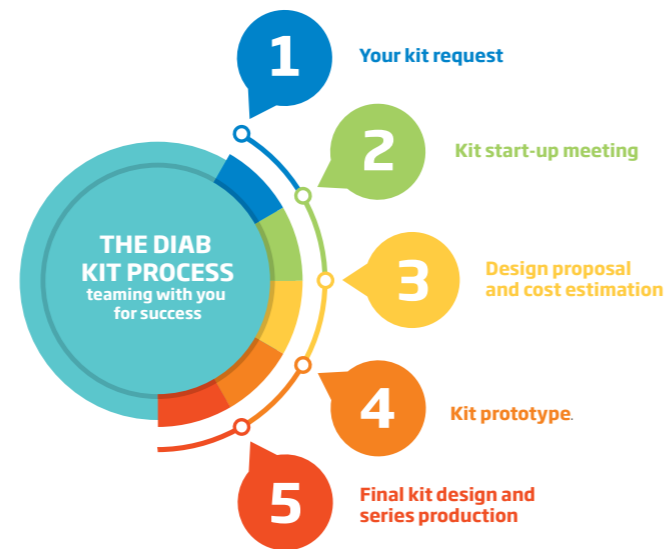 1
Your kit request
2
Kit start-up meeting
THE DIAB
KIT PROCESS
teaming with you
for success
3
Design proposal
and cost estimation
4
Kit prototype.
5
Final kit design and
series production